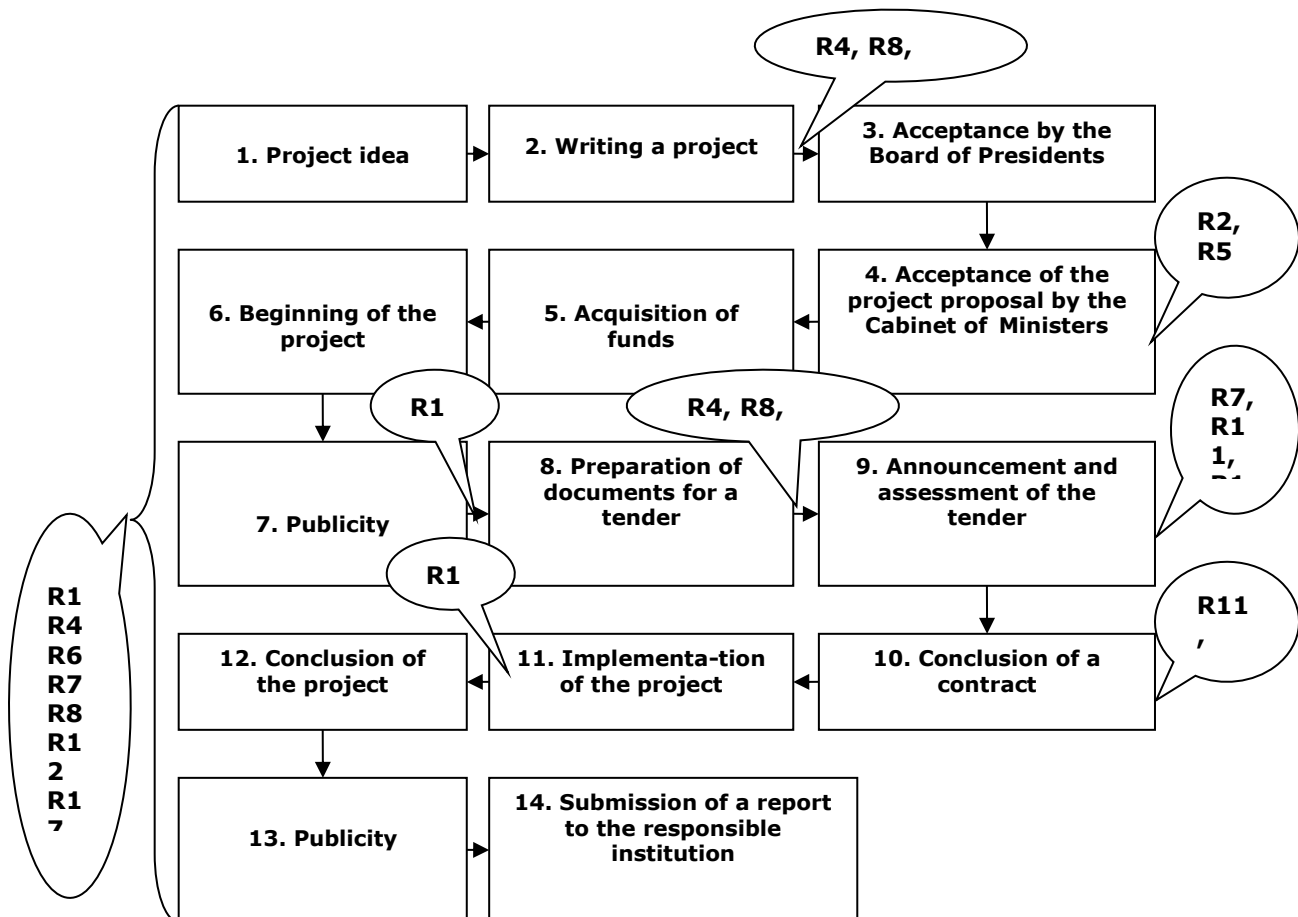 R4, R8,
1. Project idea
2. Writing a project
3. Acceptance by the
Board of Presidents
R2,
R5
4. Acceptance of the
project proposal by the
Cabinet of Ministers
5. Acquisition of
funds
6. Beginning of the
project
R1
R4, R8,
R7,
R1
1,
7. Publicity
8. Preparation of
documents for a
tender
9. Announcement and
assessment of the
tender
R1
R11
,
10. Conclusion of a
contract
11. Implementa-tion
of the project
12. Conclusion of
the project
13. Publicity
14. Submission of a report
to the responsible
institution
R1
R4
R6
R7
R8
R1
2
R1
7